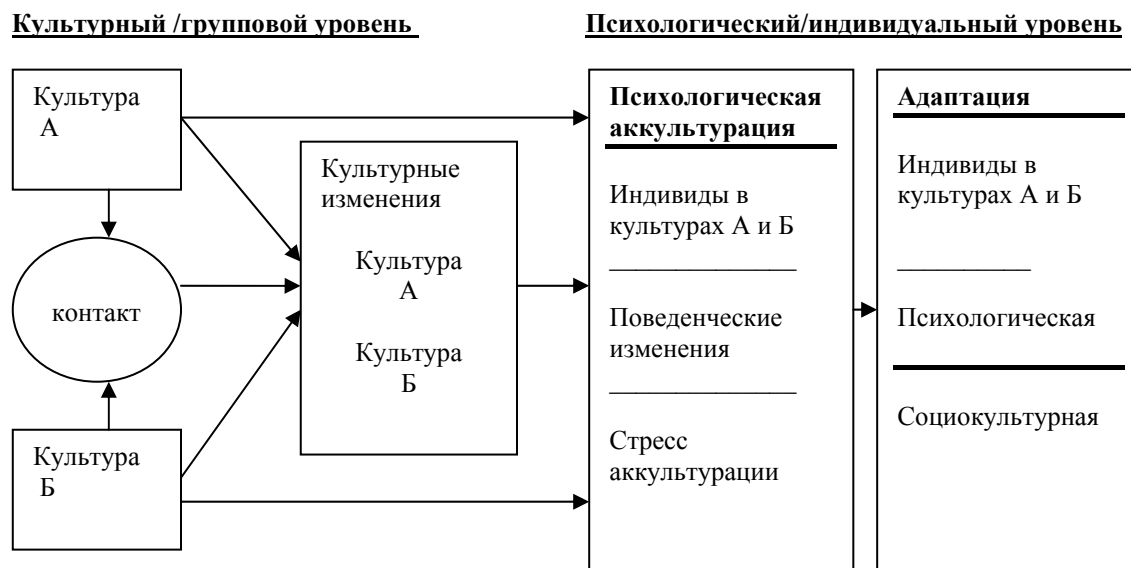 Культурный /групповой уровень
Психологический/индивидуальный уровень
Культура
А
контакт
Культура
Б
Культурные
изменения
Культура
А
Культура
Б
Психологическая
аккультурация
Индивиды в
культурах А и Б
Поведенческие
изменения
Стресс
аккультурации
Адаптация
Индивиды в
культурах А и Б
Психологическая
Социокультурная